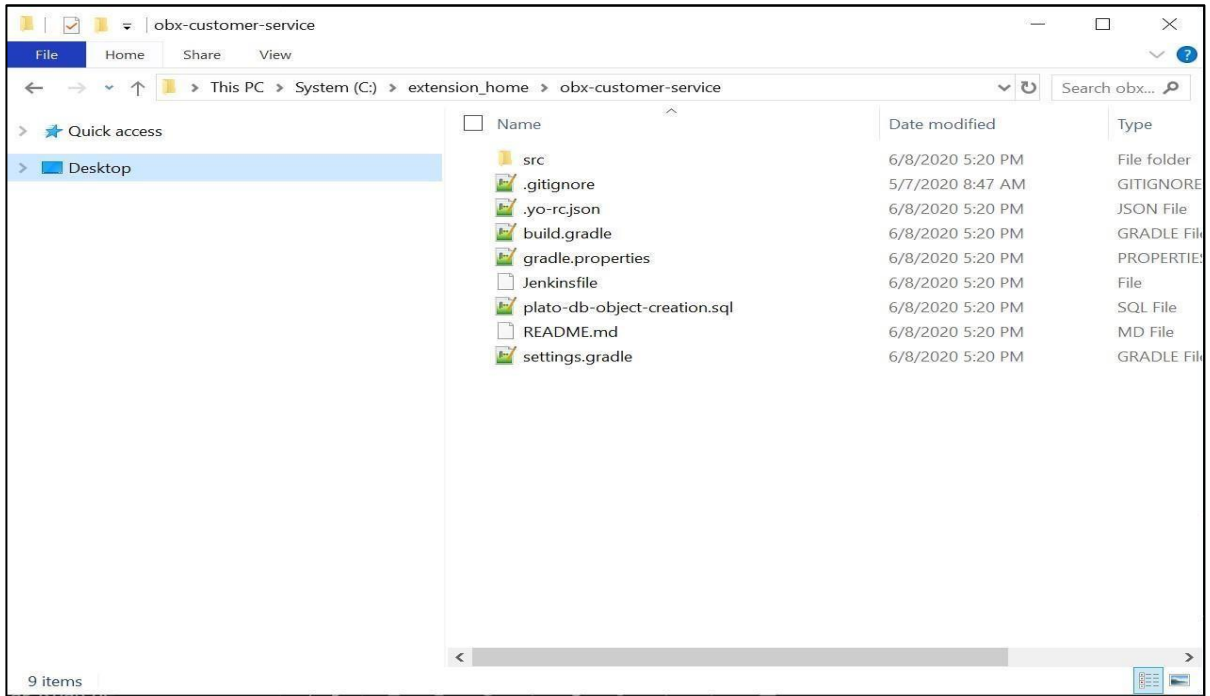 obx-customer-service
File Home Share View
This PC > System (C:) > extension_home > obx-customer-service Search obx...
Quick access
Desktop
Name Date modified Type
src 6/8/2020 5:20 PM File folder
.gitignore 5/7/2020 8:47 AM GITIGNORE
.yo-rc.json 6/8/2020 5:20 PM JSON File
build.gradle 6/8/2020 5:20 PM GRADLE File
gradle.properties 6/8/2020 5:20 PM PROPERTIES
Jenkinsfile 6/8/2020 5:20 PM File
plato-db-object-creation.sql 6/8/2020 5:20 PM SQL File
README.md 6/8/2020 5:20 PM MD File
settings.gradle 6/8/2020 5:20 PM GRADLE File
9 items